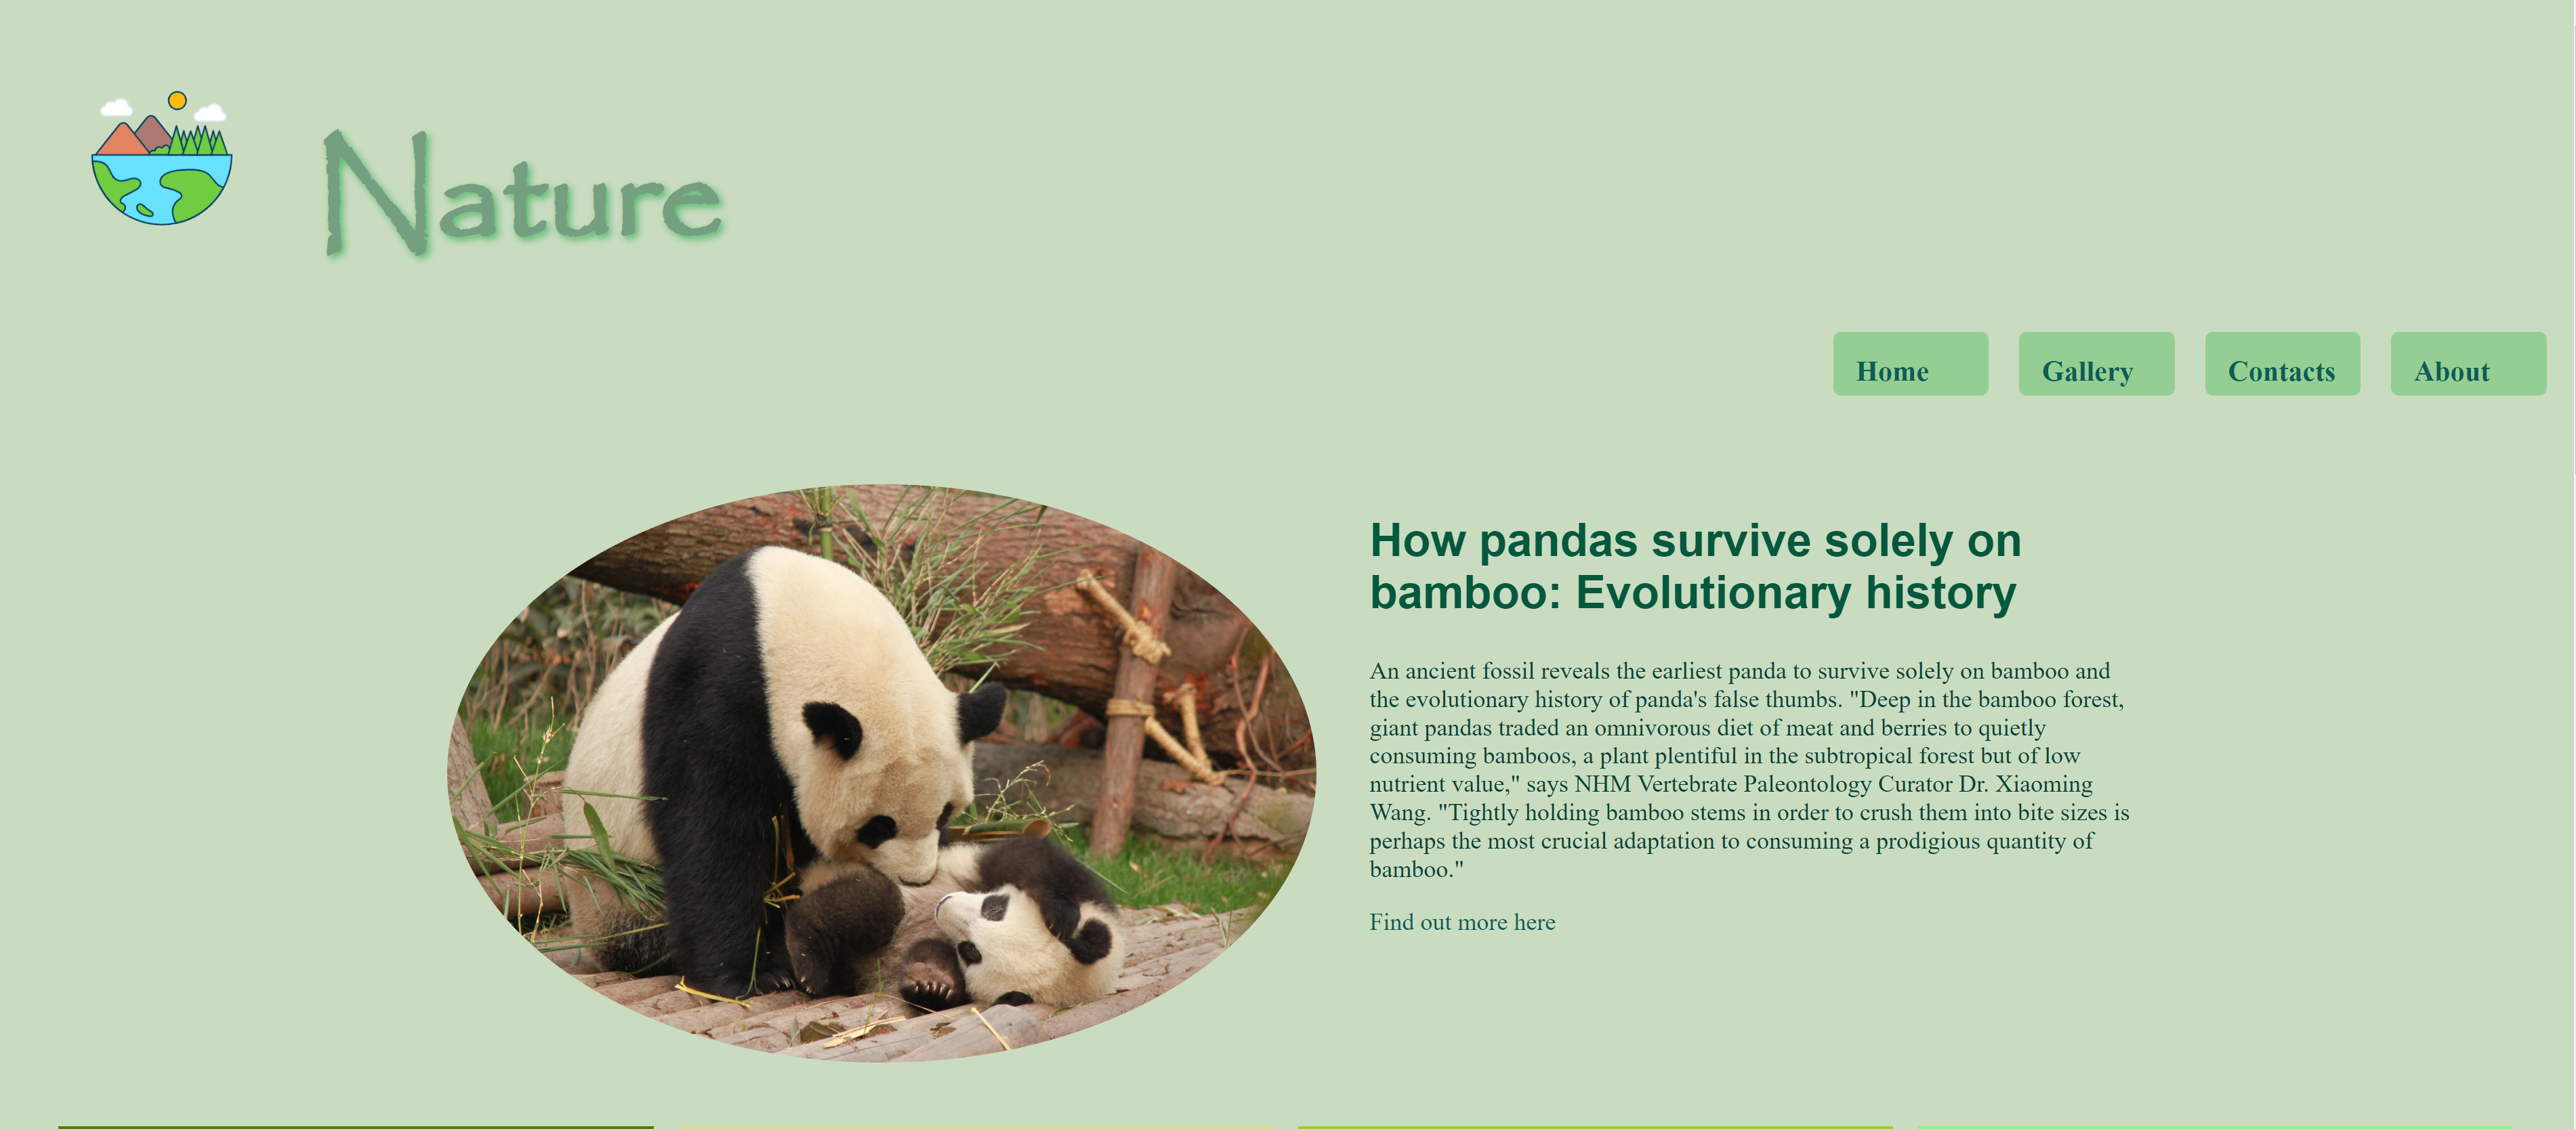 Nature
Home
Gallery
Contacts
About
How pandas survive solely on
bamboo: Evolutionary history
An ancient fossil reveals the earliest panda to survive solely on bamboo and
the evolutionary history of panda's false thumbs. "Deep in the bamboo forest,
giant pandas traded an omnivorous diet of meat and berries to quietly
consuming bamboos, a plant plentiful in the subtropical forest but of low
nutrient value," says NHM Vertebrate Paleontology Curator Dr. Xiaoming
Wang. "Tightly holding bamboo stems in order to crush them into bite sizes is
perhaps the most crucial adaptation to consuming a prodigious quantity of
bamboo."
Find out more here